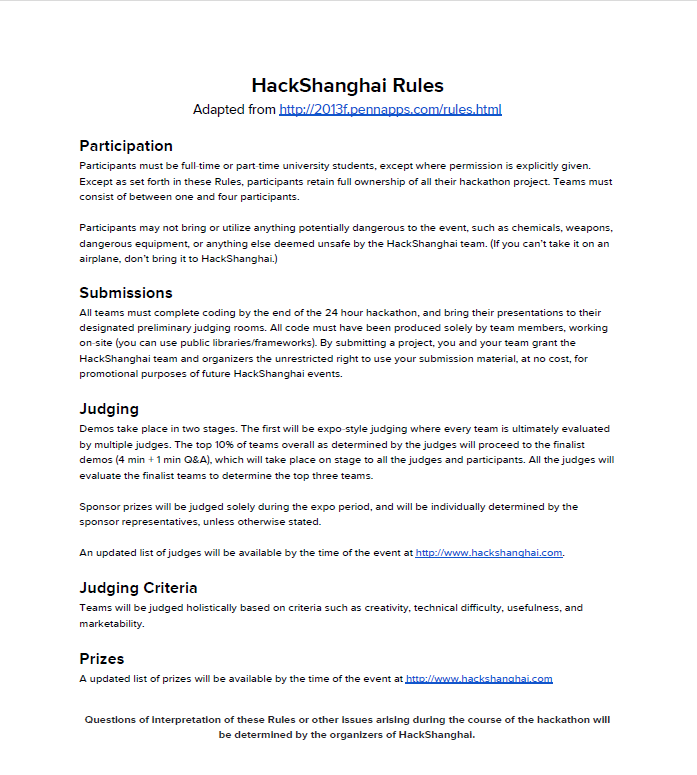 HackShanghai Rules
Adapted from http://2013f.pennapps.com/rules.html
Participation
Participants must be full-time or part-time university students, except where permission is explicitly given.
Except as set forth in these Rules, participants retain full ownership of all their hackathon project. Teams must
consist of between one and four participants.
Participants may not bring or utilize anything potentially dangerous to the event, such as chemicals, weapons,
dangerous equipment, or anything else deemed unsafe by the HackShanghai team. (If you can't take it on an
airplane, don't bring it to HackShanghai.)
Submissions
All teams must complete coding by the end of the 24 hour hackathon, and bring their presentations to their
designated preliminary judging rooms. All code must have been produced solely by team members, working
on-site (you can use public libraries/frameworks). By submitting a project, you and your team grant the
HackShanghai team and organizers the unrestricted right to use your submission material, at no cost, for
promotional purposes of future HackShanghai events.
Judging
Demos take place in two stages. The first will be expo-style judging where every team is ultimately evaluated
by multiple judges. The top 10% of teams overall as determined by the judges will proceed to the finalist
demos (4 min + 1 min Q&A), which will take place on stage to all the judges and participants. All the judges will
evaluate the finalist teams to determine the top three teams.
Sponsor prizes will be judged solely during the expo period, and will be individually determined by the
sponsor representatives, unless otherwise stated.
An updated list of judges will be available by the time of the event at http://www.hackshanghai.com.
Judging Criteria
Teams will be judged holistically based on criteria such as creativity, technical difficulty, usefulness, and
marketability.
Prizes
A updated list of prizes will be available by the time of the event at http://www.hackshanghai.com
Questions of interpretation of these Rules or other issues arising during the course of the hackathon will
be determined by the organizers of HackShanghai.